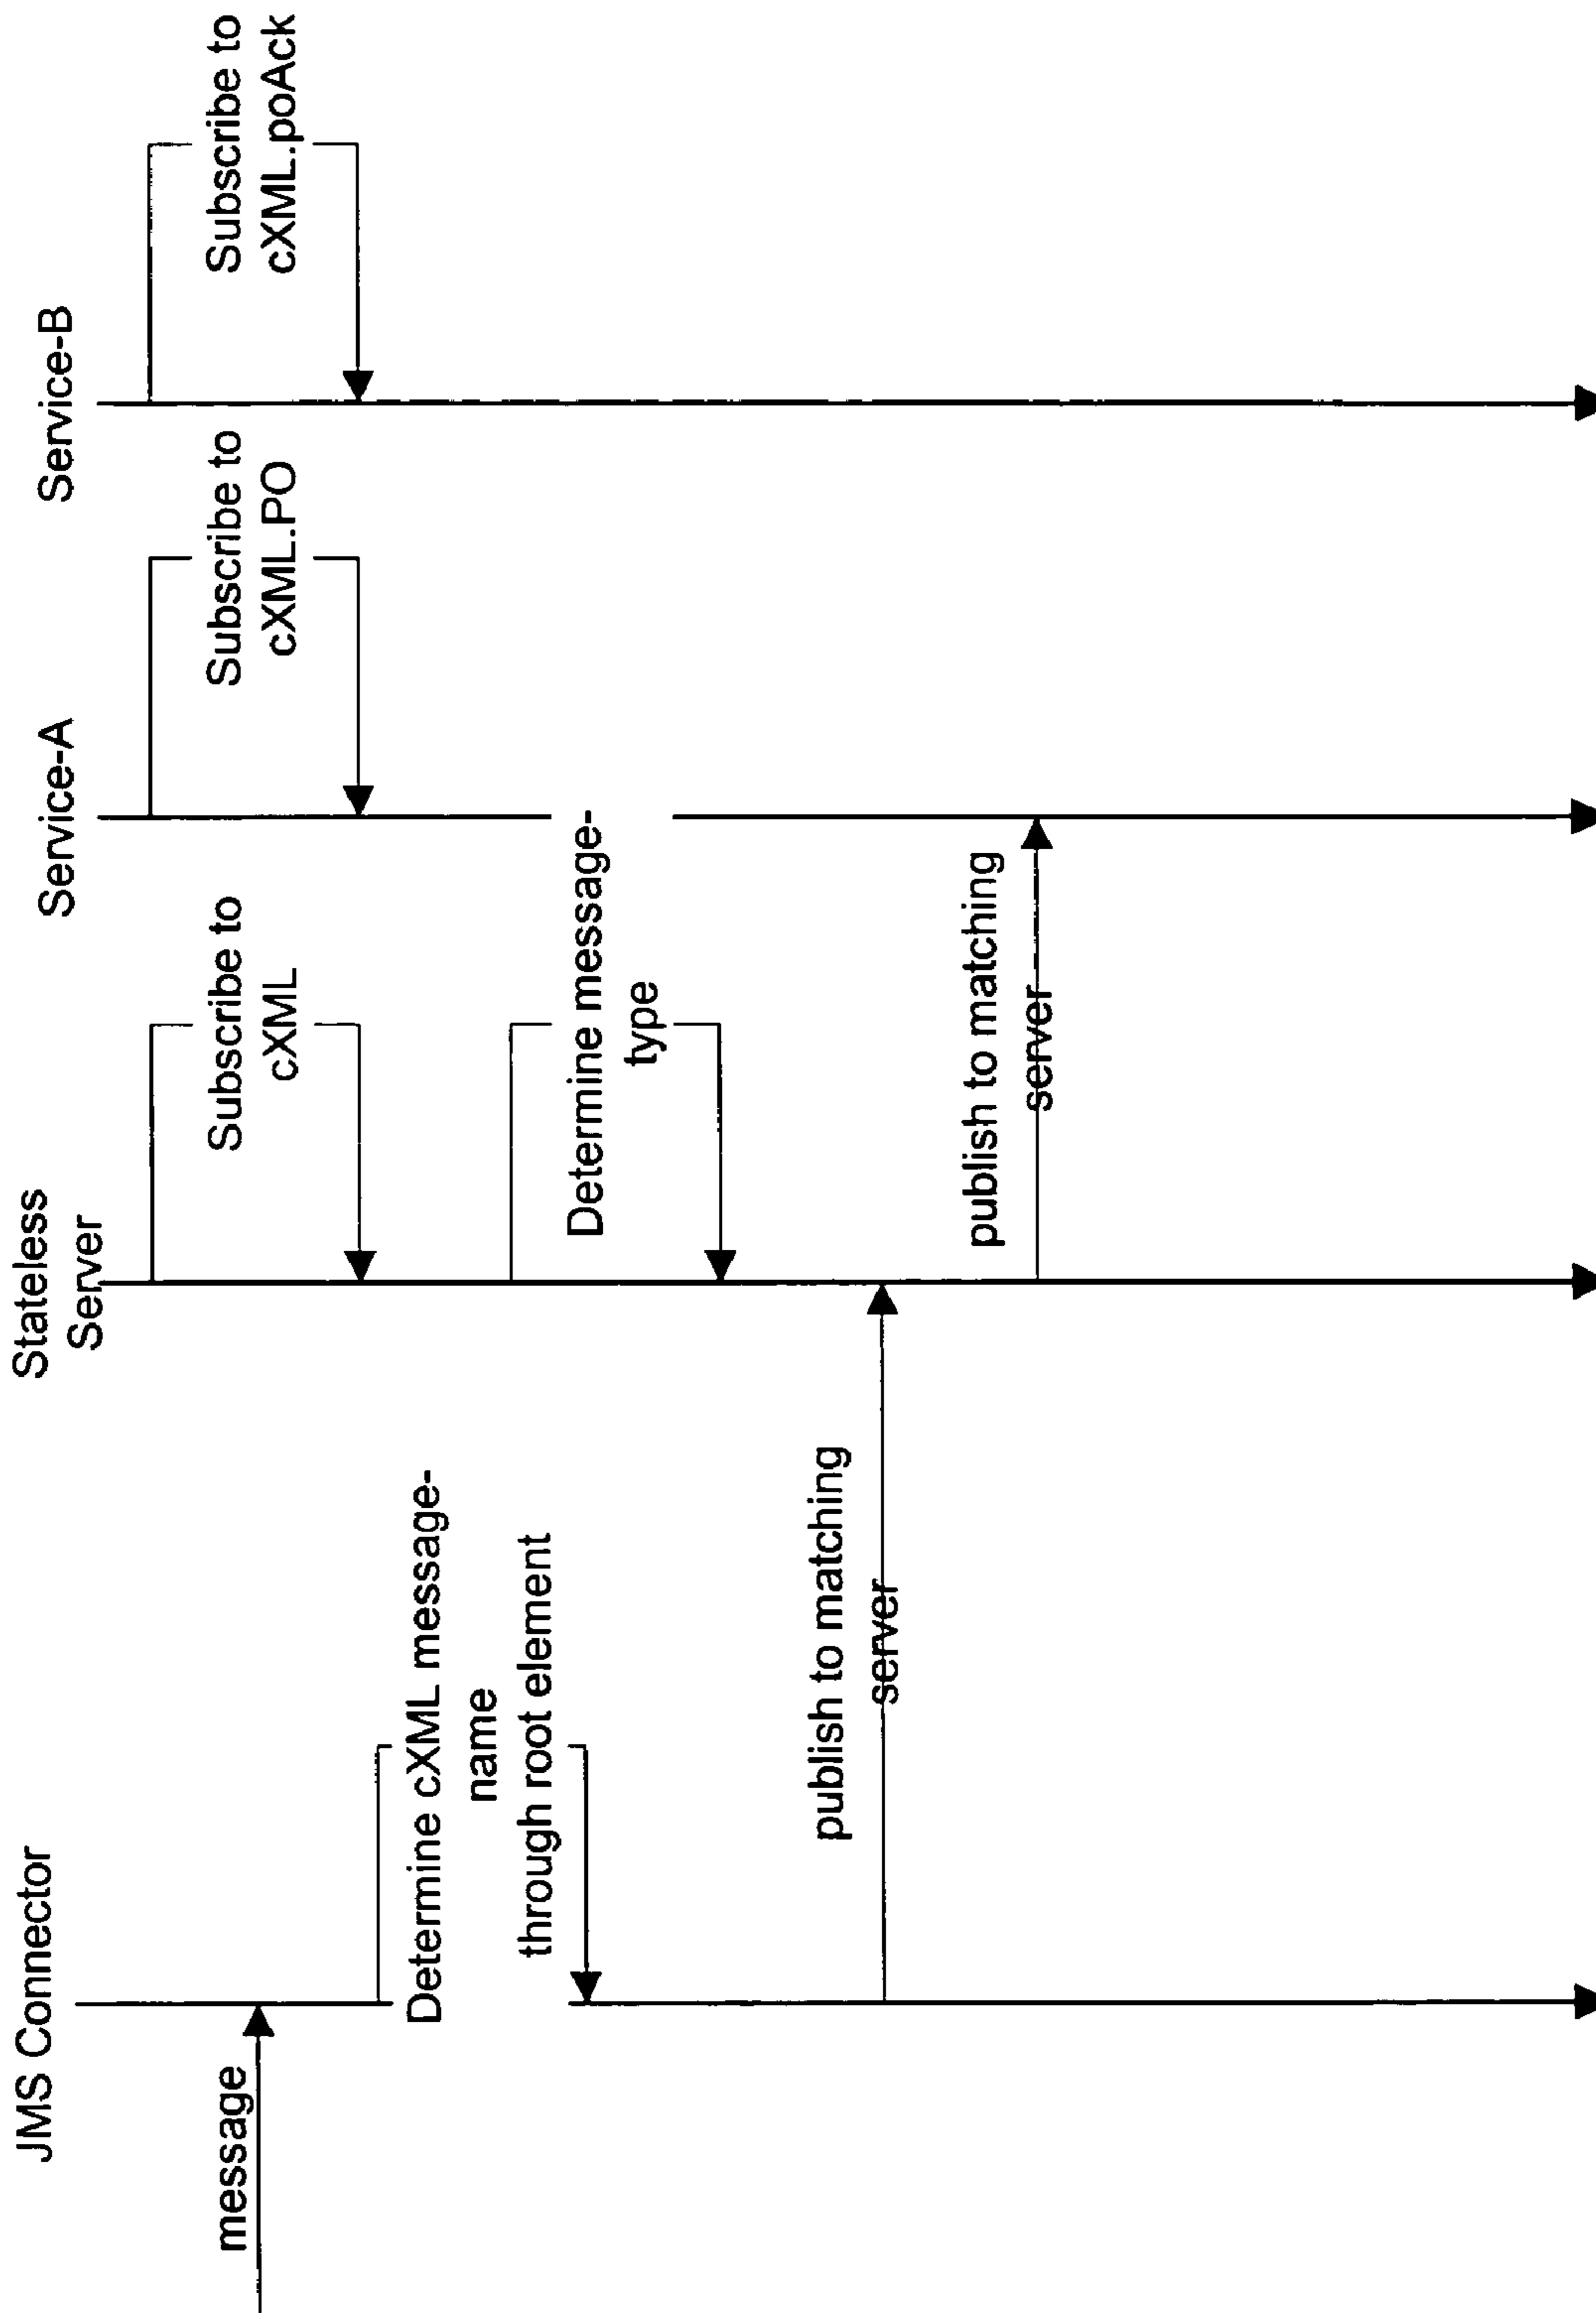 JMS Connector
Stateless
Server
Service-A
Service-B
message
Subscribe to
cXML
Subscribe to
cXML.PO
Subscribe to
cXML.poAck
Determine cXML message-
name
through root element
Determine message-
type
publish to matching
server
publish to matching
server